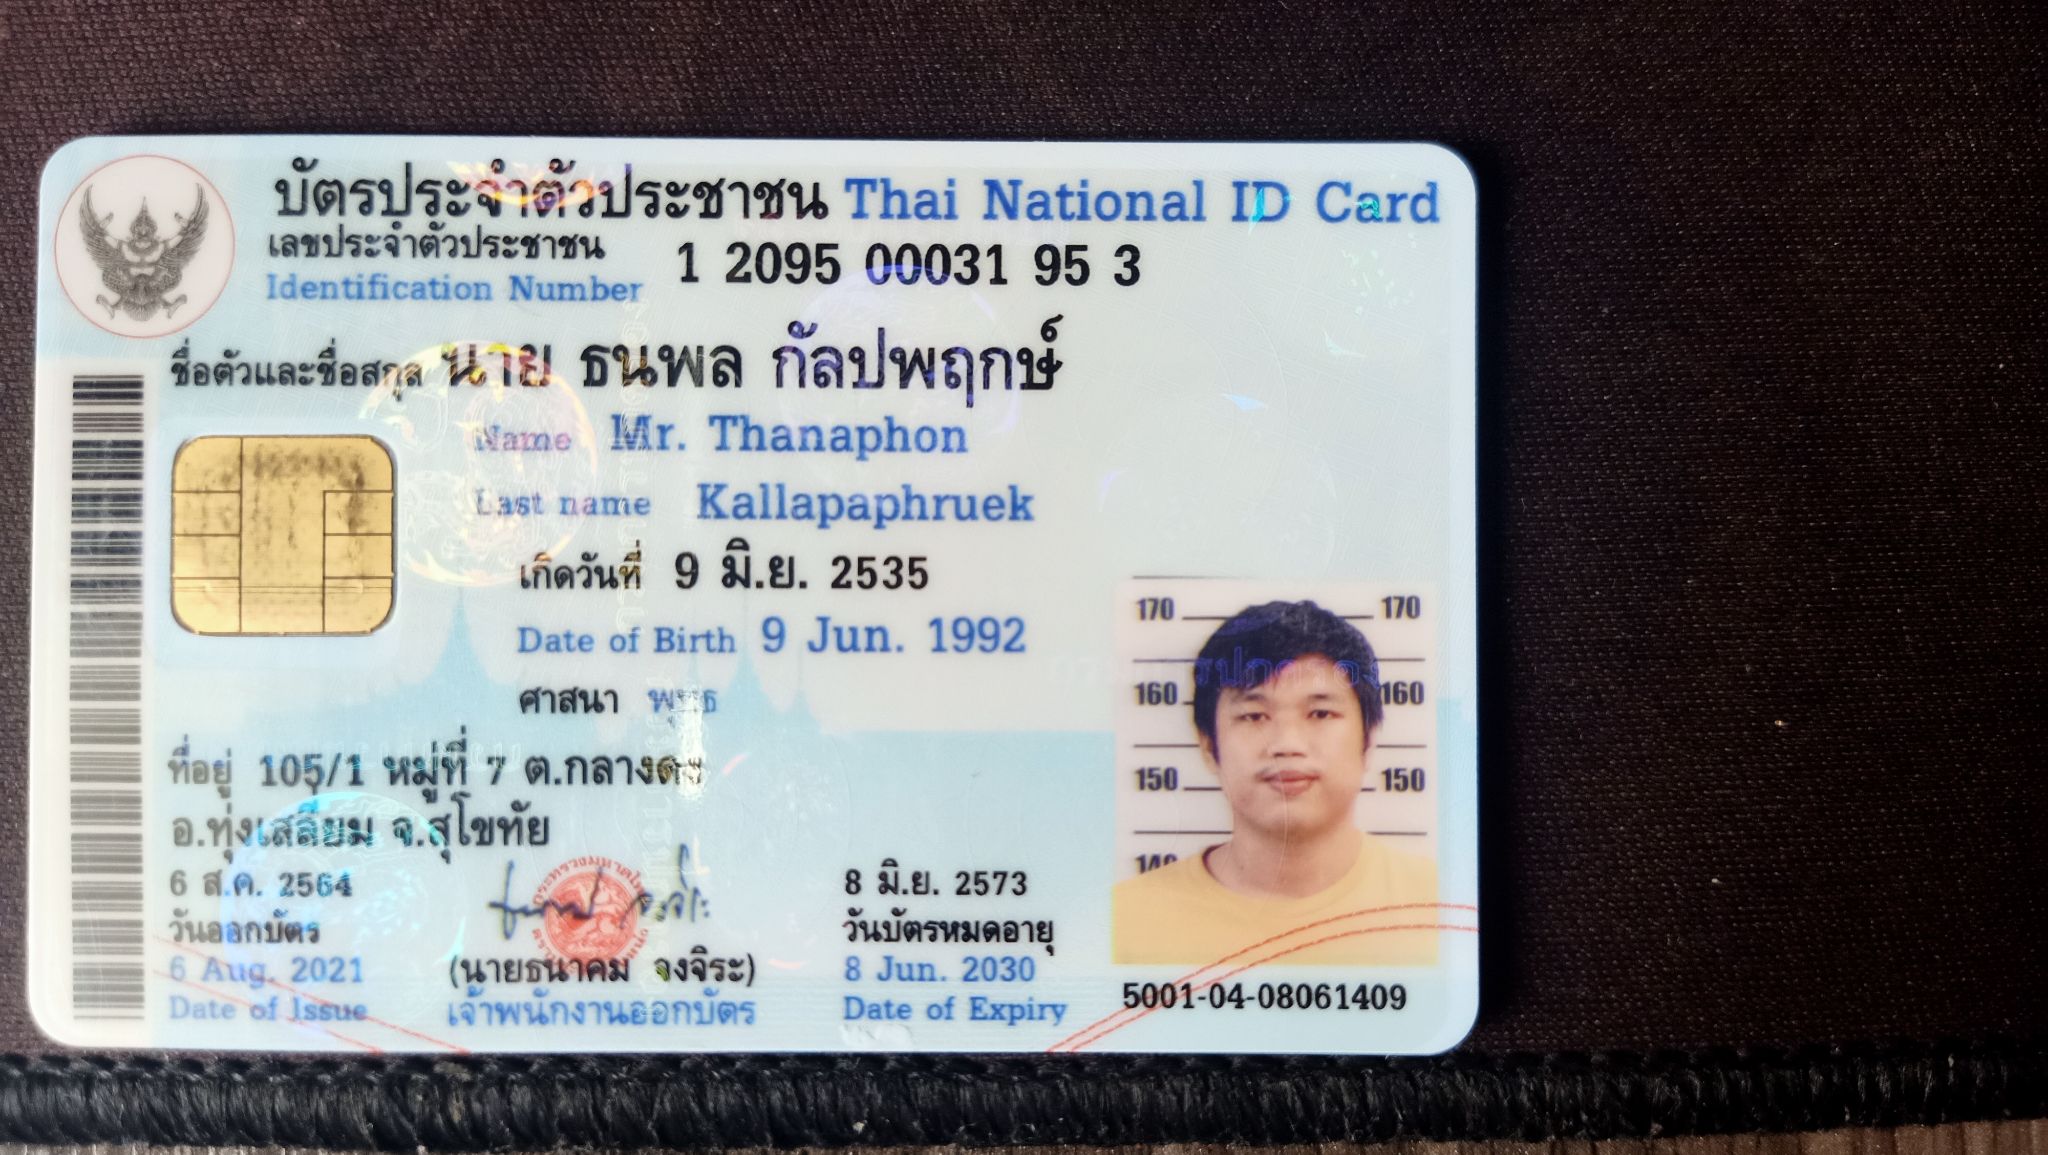 บัตรประจำตัวประชาชน Thai National ID Card
เลขประจำตัวประชาชน
Identification Number
1 2095 00031 95 3
ชื่อตัวและชื่อสกุล นาย ธนพล กัลปพฤกษ์
Name Mr. Thanaphon
Last name Kallapaphruek
เกิดวันที่ 9 มิ.ย. 2535
Date of Birth 9 Jun. 1992
ศาสนา พุทธ
ที่อยู่ 105/1 หมู่ที่ 7 ต.กลางดง
อ.ทุ่งเสลี่ยม จ.สุโขทัย
6 ส.ค. 2564
วันออกบัตร
6 Aug. 2021
Date of Issue
(นายธนาคม จงจิระ)
เจ้าพนักงานออกบัตร
8 มิ.ย. 2573
วันบัตรหมดอายุ
8 Jun. 2030
Date of Expiry
170 170
160 160
150 150
140
5001-04-08061409